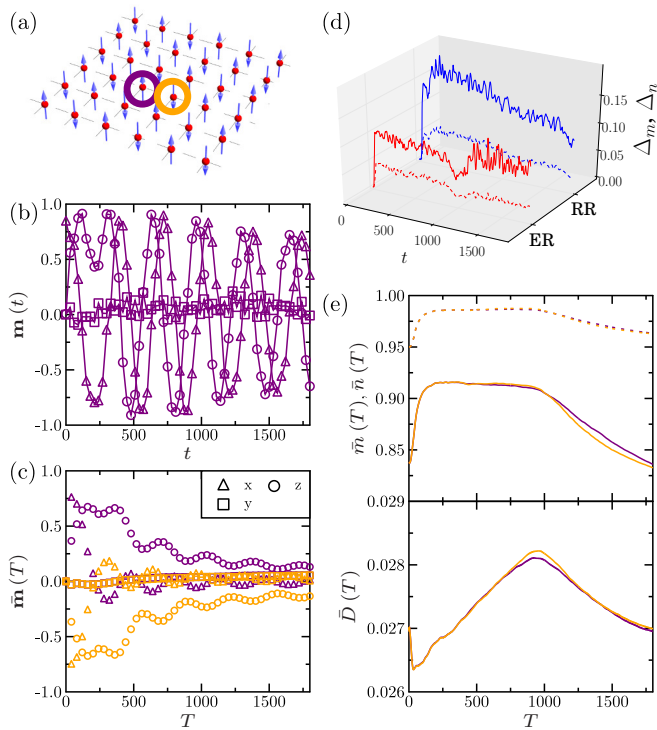 (a)
(b)
1.0
0.5
0.0
-0.5
-1.0
m (t)
0
500
1000
1500
t
(c)
1.0
0.5
0.0
-0.5
-1.0
m̄ (T)
x
z
y
0
500
1000
1500
T
(d)
0.15
0.10
0.05
0.00
Δm, Δn
0
500
1000
1500
t
ER
RR
(e)
1.00
0.95
0.90
0.85
m̄ (T), n̄ (T)
0.029
0.028
0.027
0.026
D̄ (T)
0
500
1000
1500
T